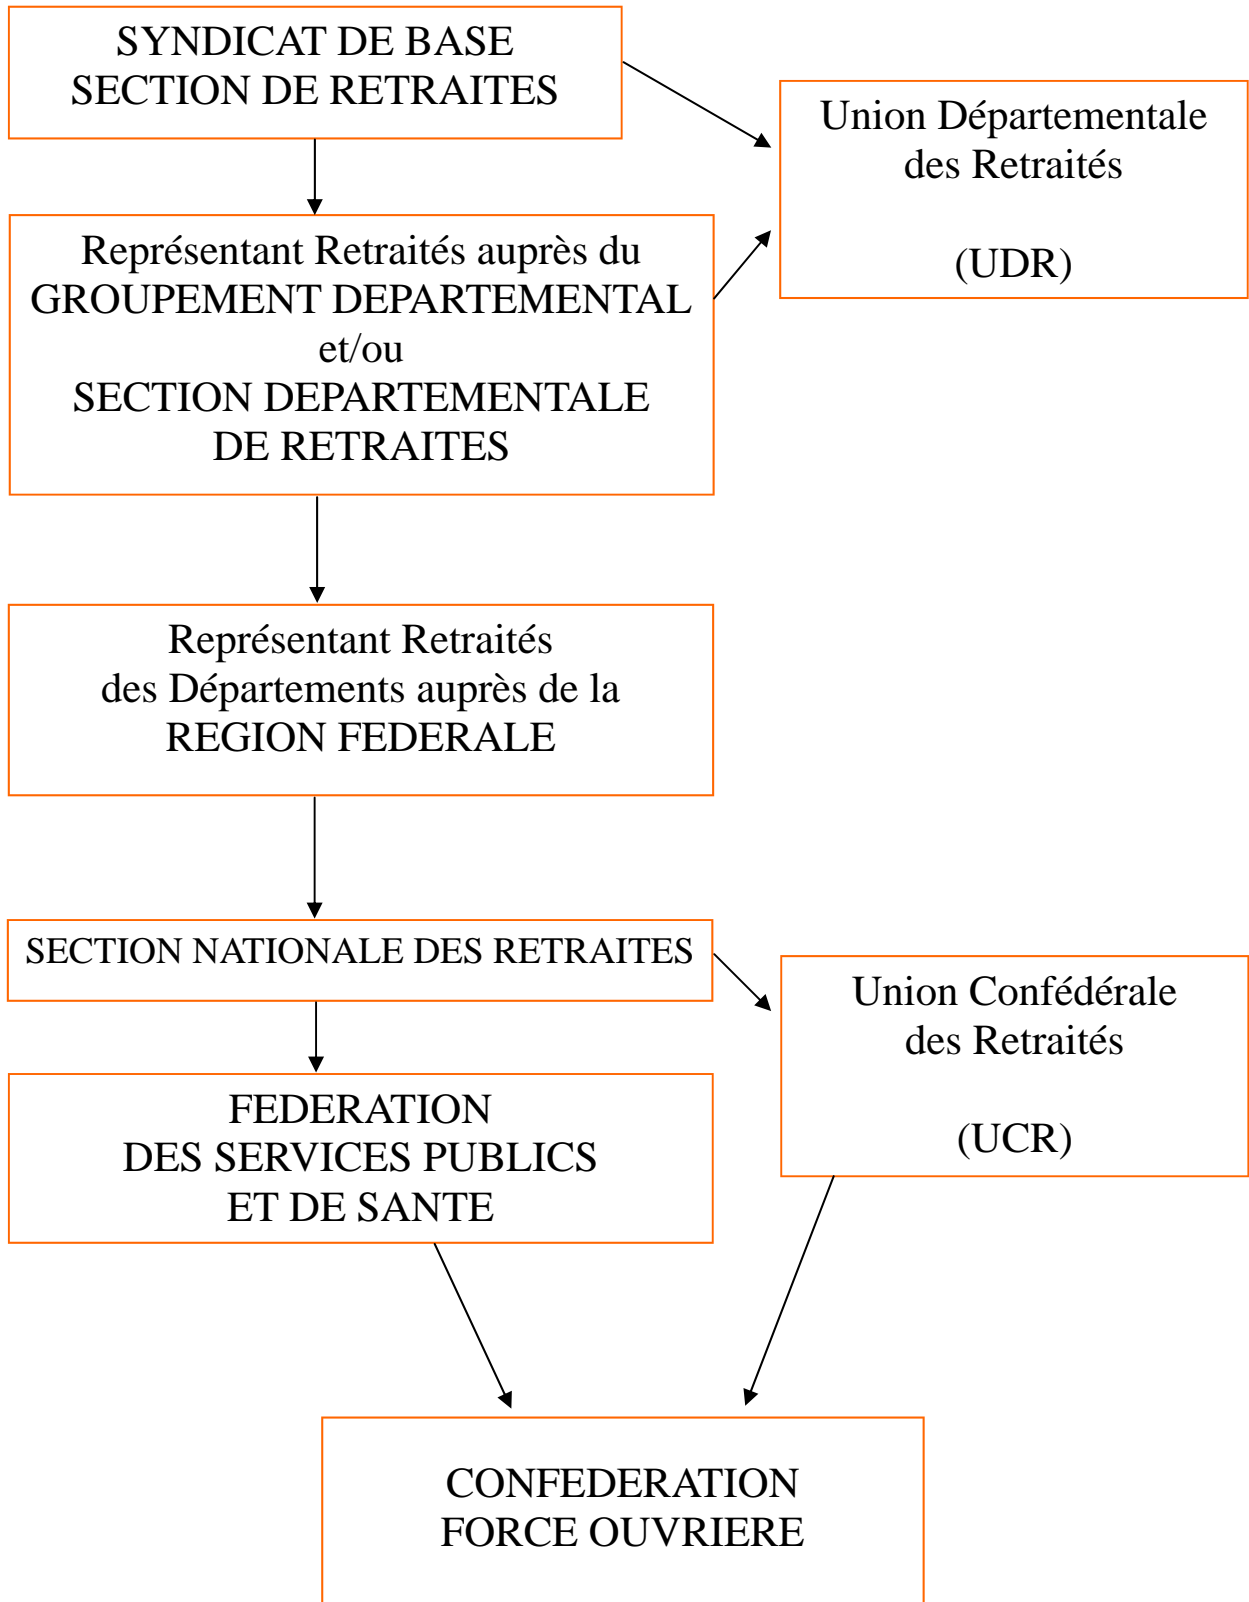 SYNDICAT DE BASE
SECTION DE RETRAITES
Union Départementale
des Retraités
(UDR)
Représentant Retraités auprès du
GROUPEMENT DEPARTEMENTAL
et/ou
SECTION DEPARTEMENTALE
DE RETRAITES
Représentant Retraités
des Départements auprès de la
REGION FEDERALE
SECTION NATIONALE DES RETRAITES
Union Confédérale
des Retraités
(UCR)
FEDERATION
DES SERVICES PUBLICS
ET DE SANTE
CONFEDERATION
FORCE OUVRIERE